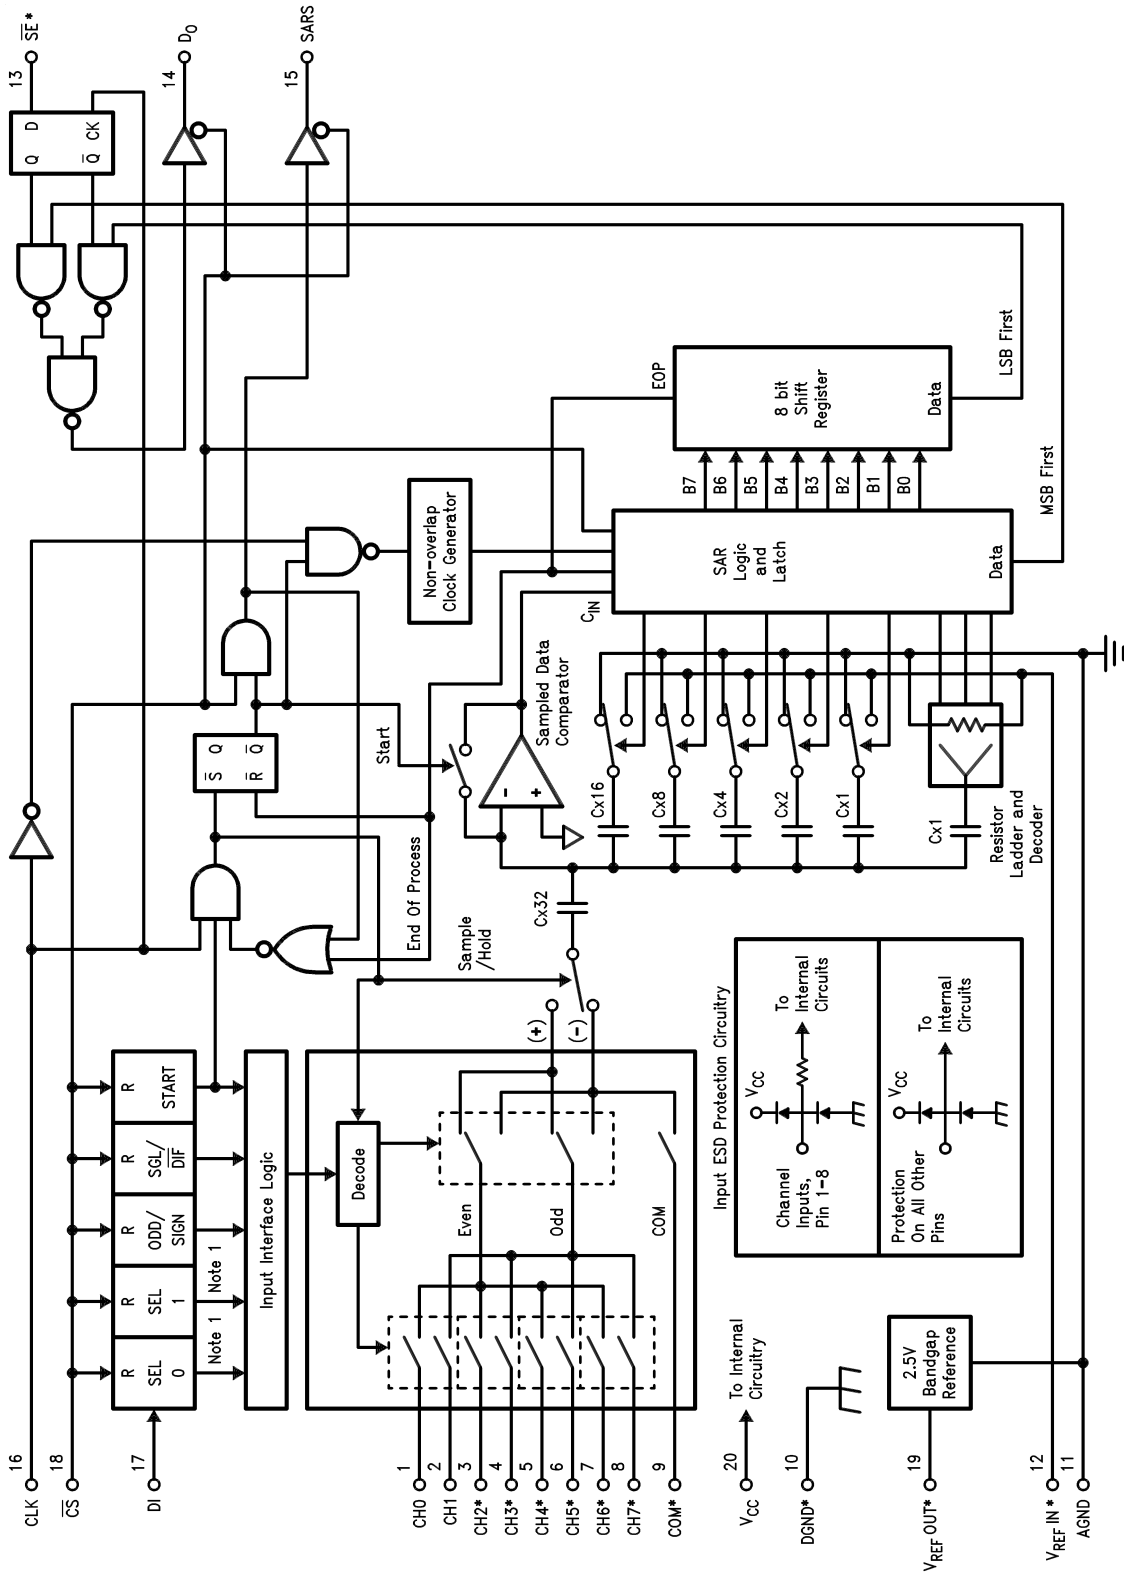 CLK
16
CS
18
DI
17
R
SEL
0
R
SEL
1
R
ODD/
SIGN
R
SGL/
DIF
R
START
Note 1
Note 1
Input Interface Logic
Decode
Even
Odd
COM
CH0
1
CH1
2
CH2*
3
CH3*
4
CH4*
5
CH5*
6
CH6*
7
CH7*
8
COM*
9
(+)
(-)
Sample
/Hold
End Of Process
S
Q
R
Q
Start
Cx32
-
+
Sampled Data
Comparator
Cx16
Cx8
Cx4
Cx2
Cx1
Cx1
Resistor
Ladder and
Decoder
Non-overlap
Clock Generator
CIN
SAR
Logic
and
Latch
Data
B7
B6
B5
B4
B3
B2
B1
B0
EOP
8 bit
Shift
Register
Data
MSB First
LSB First
Q
D
Q
CK
13
SE*
14
DO
15
SARS
VCC
20
To Internal
Circuitry
DGND*
10
VREF OUT*
19
2.5V
Bandgap
Reference
VREF IN*
12
AGND
11
Input ESD Protection Circuitry
Channel
Inputs,
Pin 1-8
VCC
To
Internal
Circuits
Protection
On All Other
Pins
VCC
To
Internal
Circuits